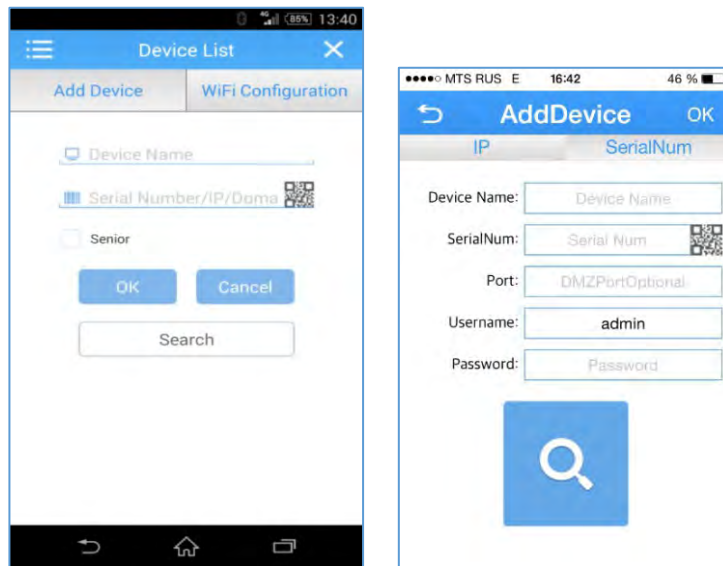 4G 85% 13:40
Device List
Add Device WiFi Configuration
Device Name
Serial Number/IP/Doma
Senior
OK Cancel
Search
MTS RUS E 16:42 46 %
AddDevice OK
IP SerialNum
Device Name: Device Name
SerialNum: Serial Num
Port: DMZPortOptional
Username: admin
Password: Password